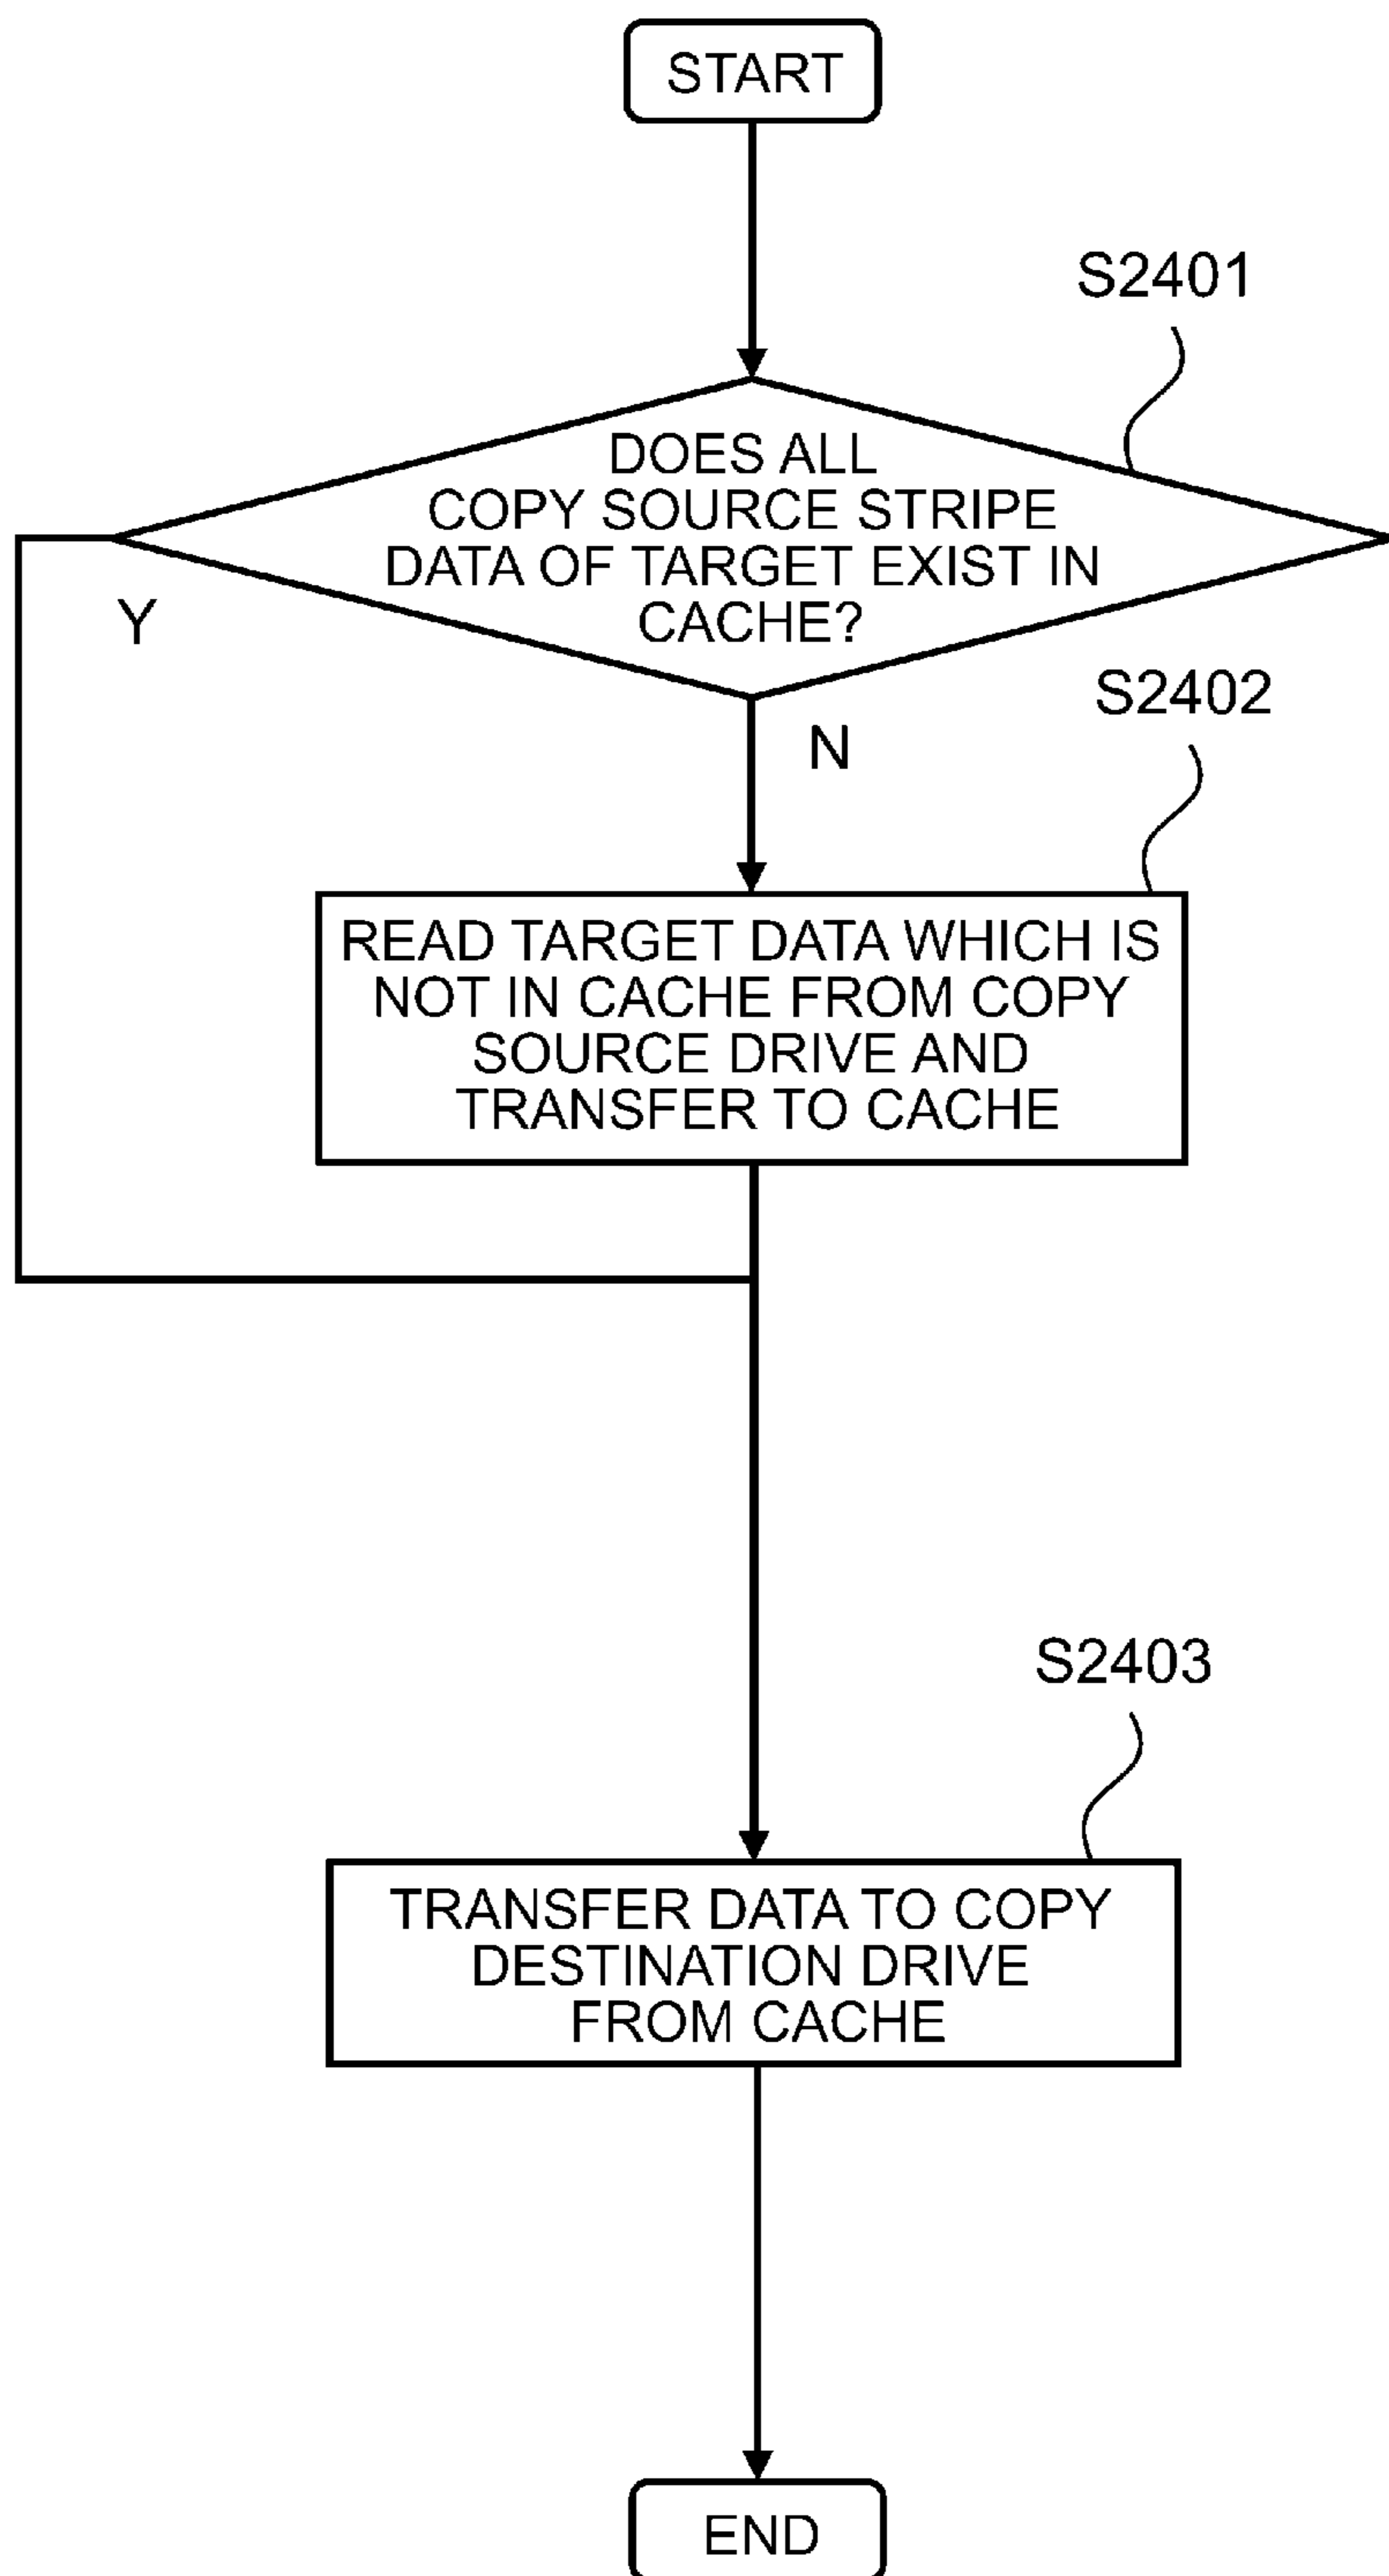 START
S2401
DOES ALL
COPY SOURCE STRIPE
DATA OF TARGET EXIST IN
CACHE?
Y
S2402
N
READ TARGET DATA WHICH IS
NOT IN CACHE FROM COPY
SOURCE DRIVE AND
TRANSFER TO CACHE
S2403
TRANSFER DATA TO COPY
DESTINATION DRIVE
FROM CACHE
END